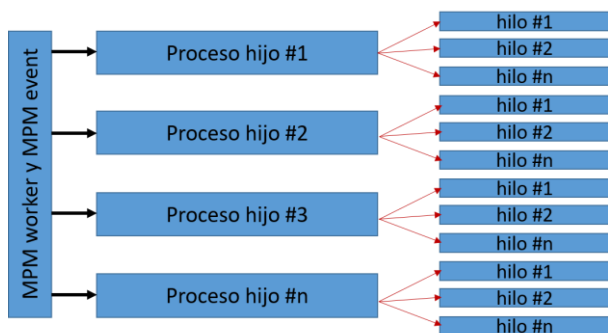 MPM worker y MPM event
Proceso hijo #1
hilo #1
hilo #2
hilo #n
Proceso hijo #2
hilo #1
hilo #2
hilo #n
Proceso hijo #3
hilo #1
hilo #2
hilo #n
Proceso hijo #n
hilo #1
hilo #2
hilo #n